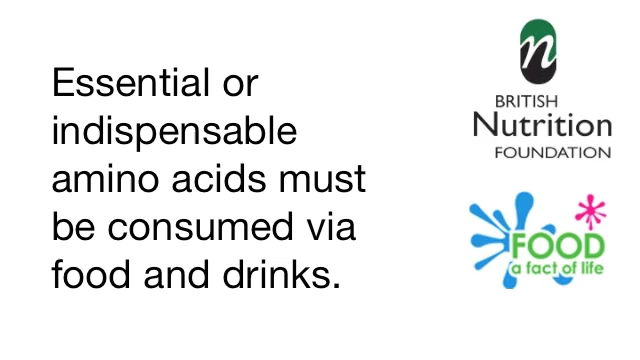 Essential or
indispensable
amino acids must
be consumed via
food and drinks.
n
BRITISH
Nutrition
FOUNDATION
FOOD
a fact of life